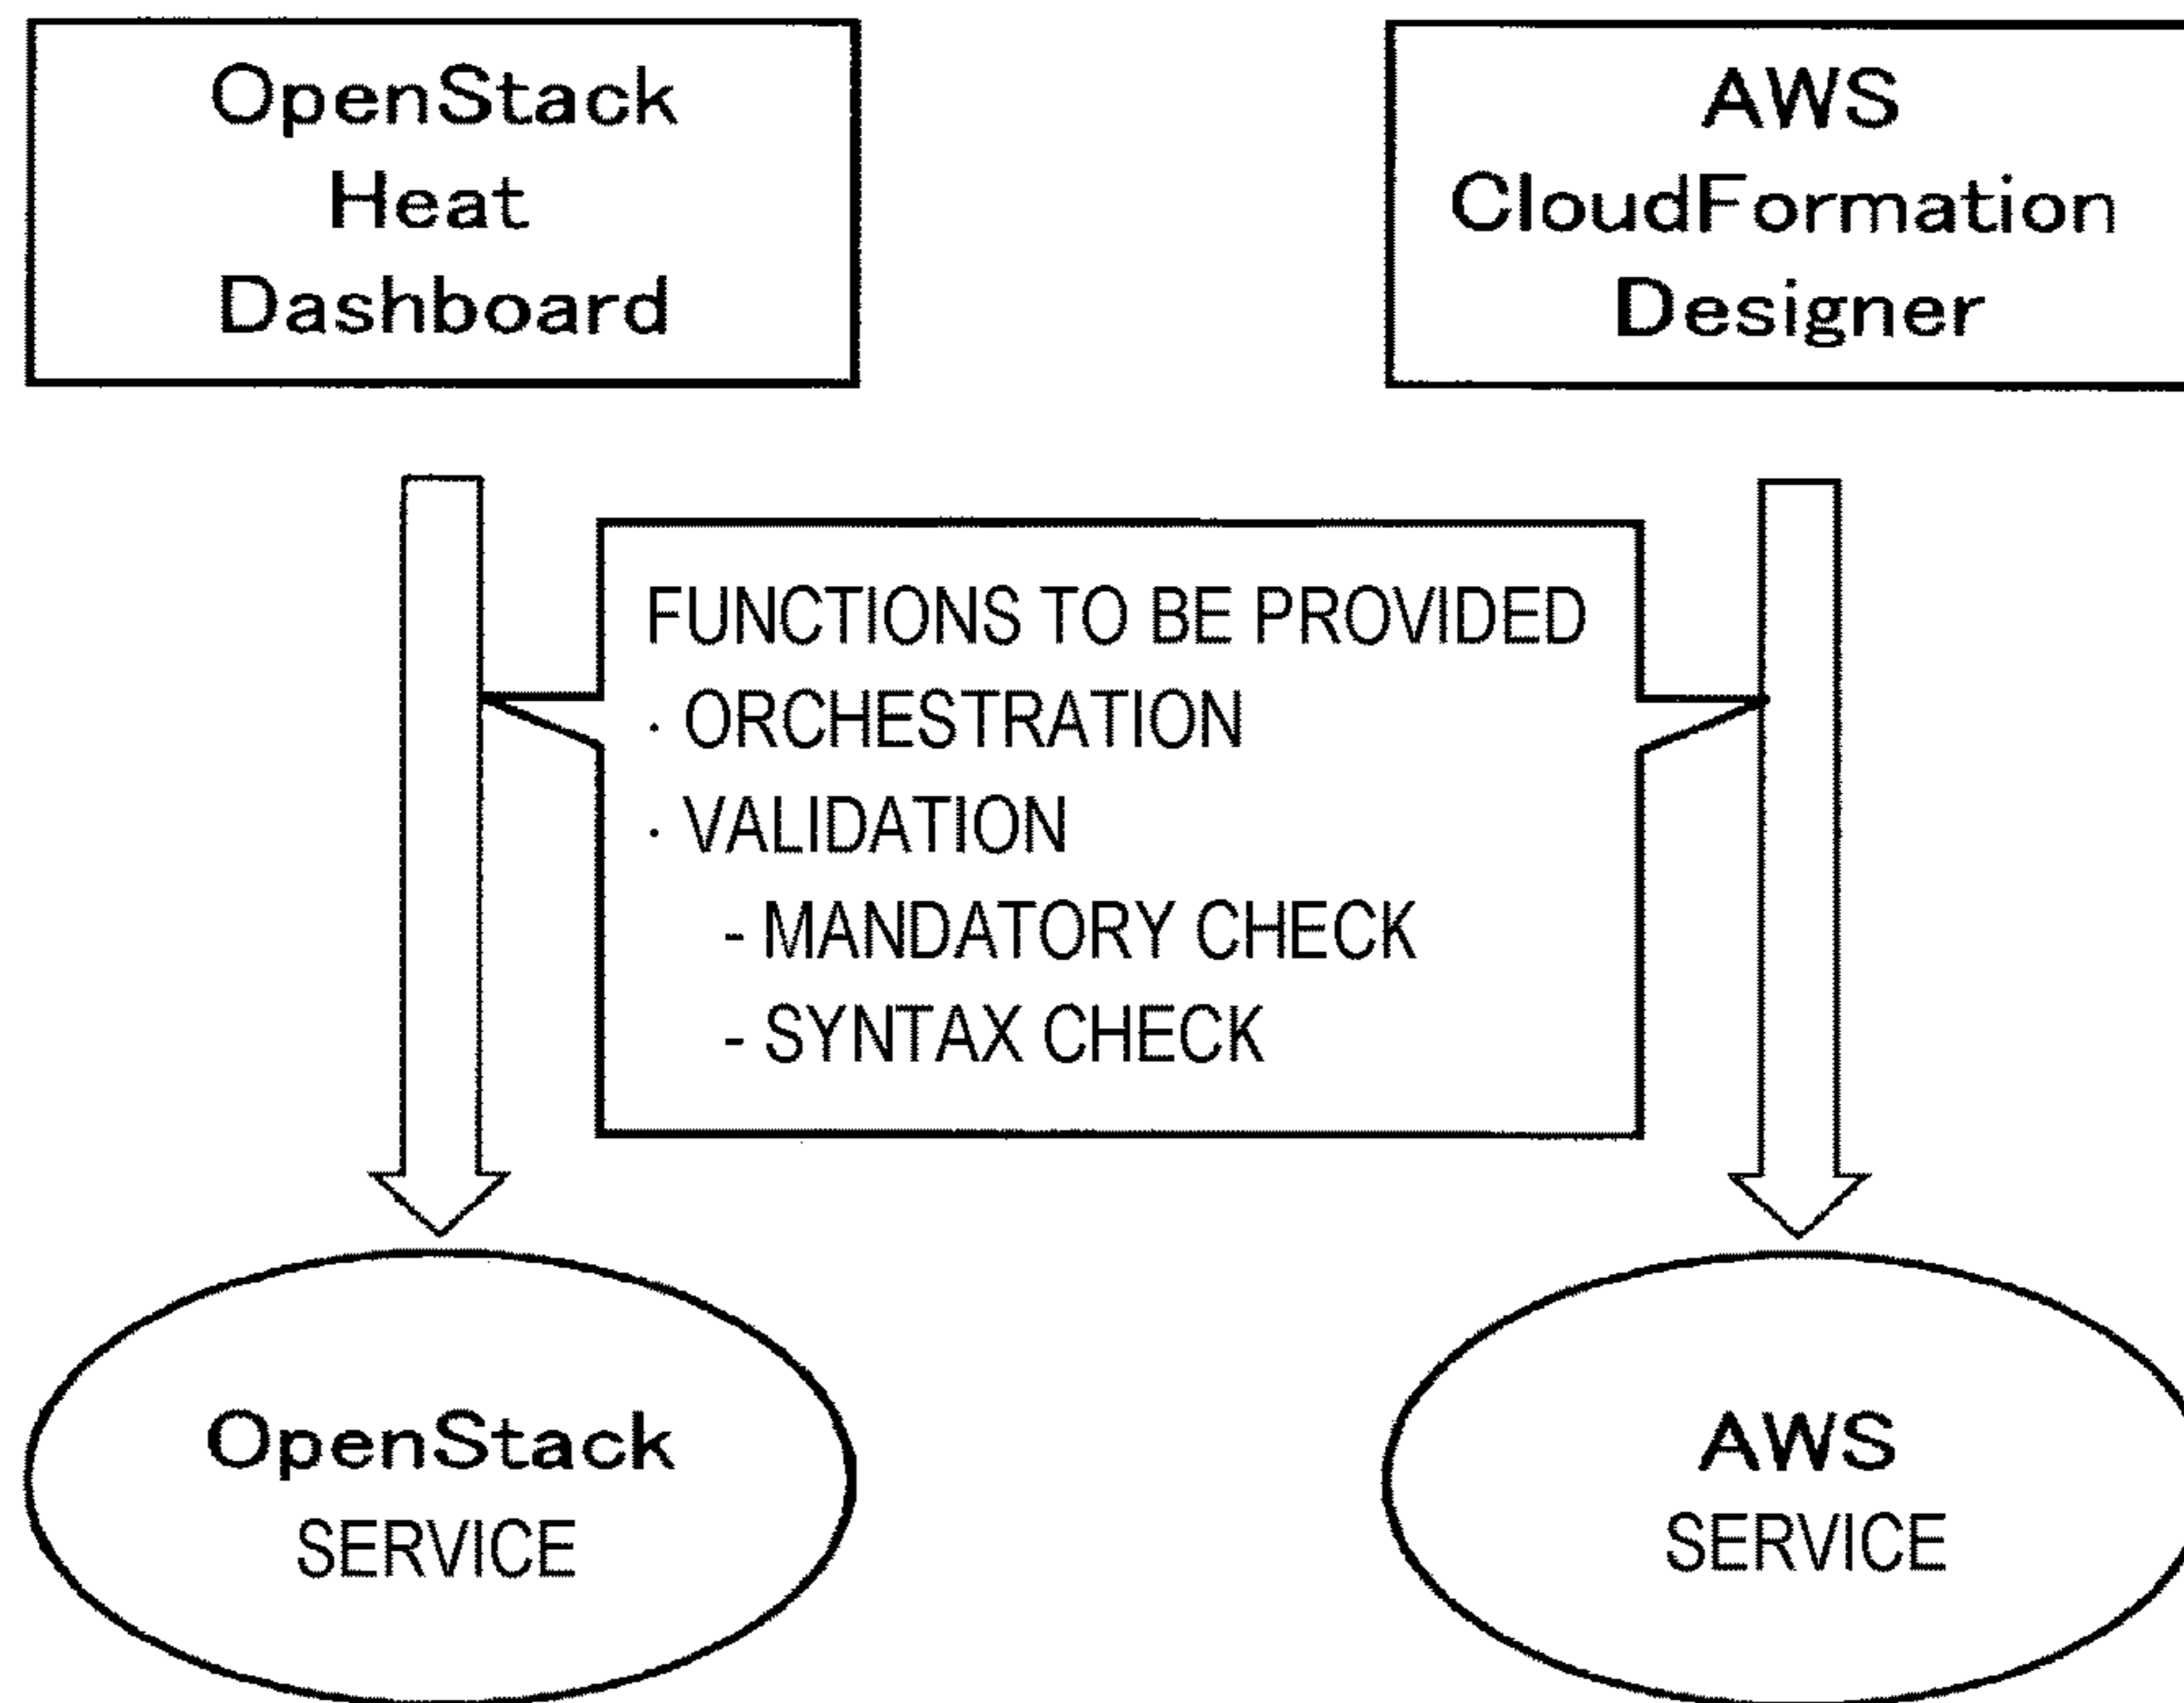 OpenStack
Heat
Dashboard
AWS
CloudFormation
Designer
FUNCTIONS TO BE PROVIDED
· ORCHESTRATION
· VALIDATION
- MANDATORY CHECK
- SYNTAX CHECK
OpenStack
SERVICE
AWS
SERVICE